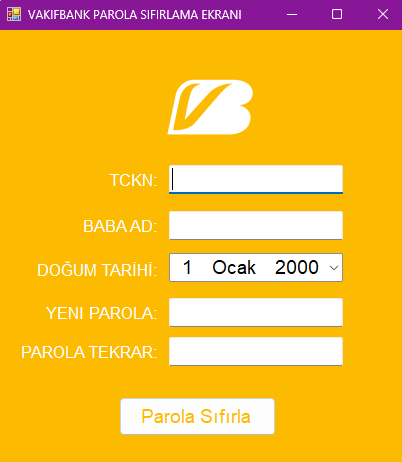 VAKIFBANK PAROLA SIFIRLAMA EKRANI
VB
TCKN:
BABA AD:
DOĞUM TARİHİ: 1 Ocak 2000
YENİ PAROLA:
PAROLA TEKRAR:
Parola Sıfırla